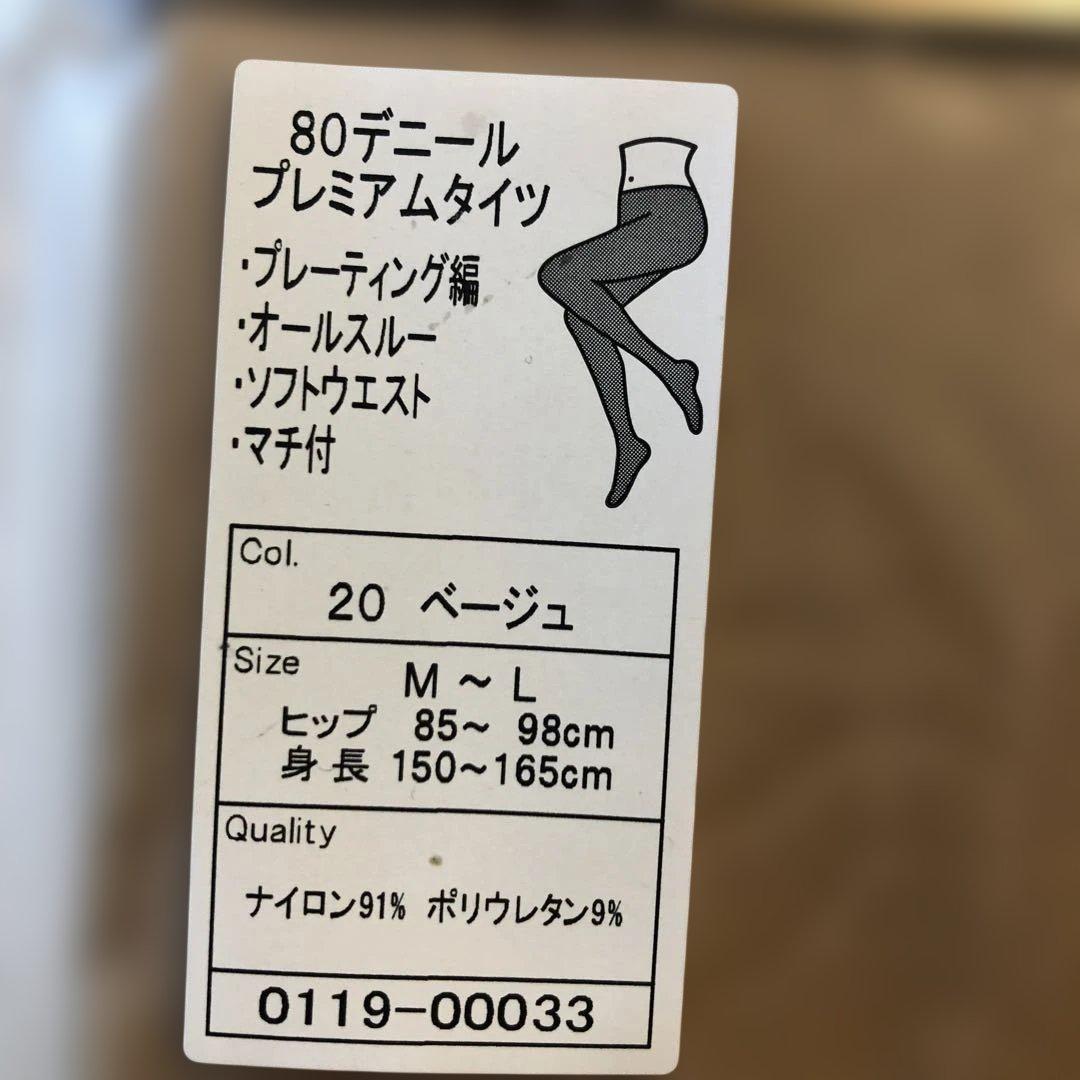 80デニール
プレミアムタイツ
・プレーティング編
・オールスルー
・ソフトウエスト
・マチ付
Col.
20 ベージュ
Size
M ~ L
ヒップ 85~ 98cm
身 長 150~165cm
Quality
ナイロン91% ポリウレタン9%
0119-00033